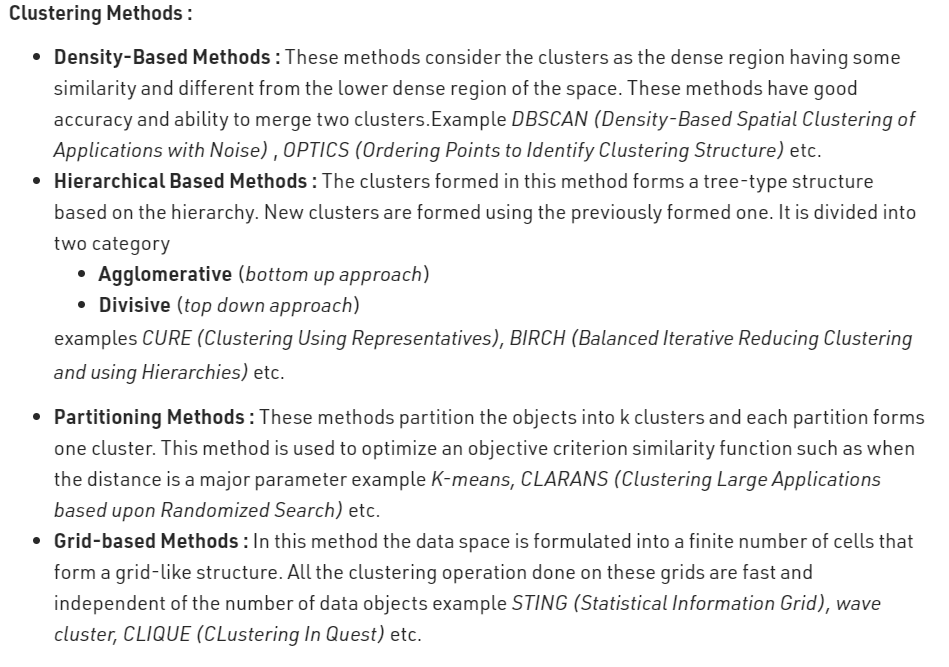 Clustering Methods :
• Density-Based Methods : These methods consider the clusters as the dense region having some
similarity and different from the lower dense region of the space. These methods have good
accuracy and ability to merge two clusters.Example DBSCAN (Density-Based Spatial Clustering of
Applications with Noise) , OPTICS (Ordering Points to Identify Clustering Structure) etc.
• Hierarchical Based Methods : The clusters formed in this method forms a tree-type structure
based on the hierarchy. New clusters are formed using the previously formed one. It is divided into
two category
• Agglomerative (bottom up approach)
• Divisive (top down approach)
examples CURE (Clustering Using Representatives), BIRCH (Balanced Iterative Reducing Clustering
and using Hierarchies) etc.
• Partitioning Methods : These methods partition the objects into k clusters and each partition forms
one cluster. This method is used to optimize an objective criterion similarity function such as when
the distance is a major parameter example K-means, CLARANS (Clustering Large Applications
based upon Randomized Search) etc.
• Grid-based Methods : In this method the data space is formulated into a finite number of cells that
form a grid-like structure. All the clustering operation done on these grids are fast and
independent of the number of data objects example STING (Statistical Information Grid), wave
cluster, CLIQUE (CLustering In Quest) etc.